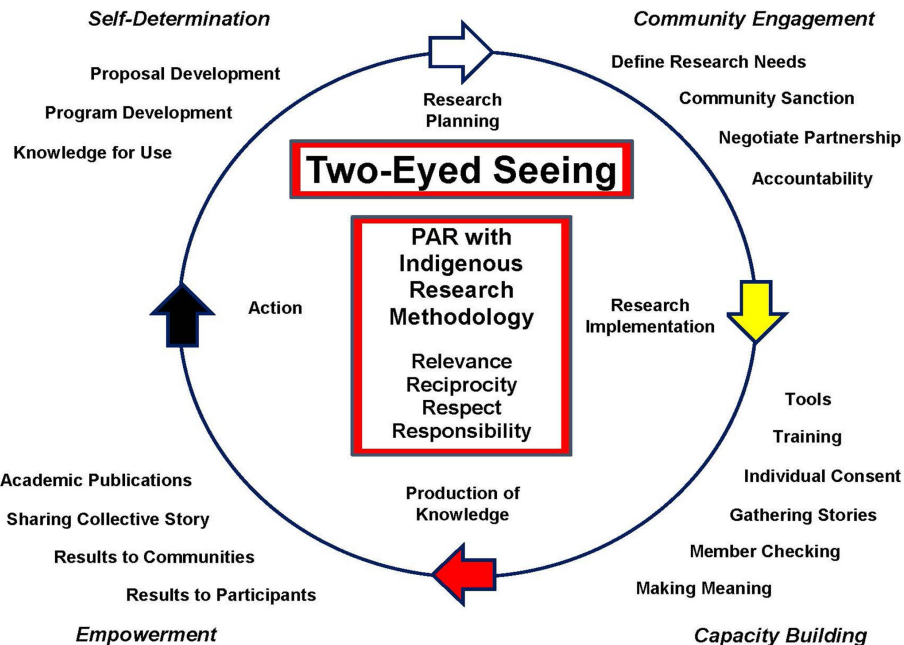 Self-Determination
Community Engagement
Proposal Development
Program Development
Knowledge for Use
Define Research Needs
Community Sanction
Negotiate Partnership
Accountability
Research
Planning
Two-Eyed Seeing
PAR with
Indigenous
Research
Methodology
Relevance
Reciprocity
Respect
Responsibility
Action
Research
Implementation
Production of
Knowledge
Tools
Training
Individual Consent
Gathering Stories
Member Checking
Making Meaning
Academic Publications
Sharing Collective Story
Results to Communities
Results to Participants
Empowerment
Capacity Building